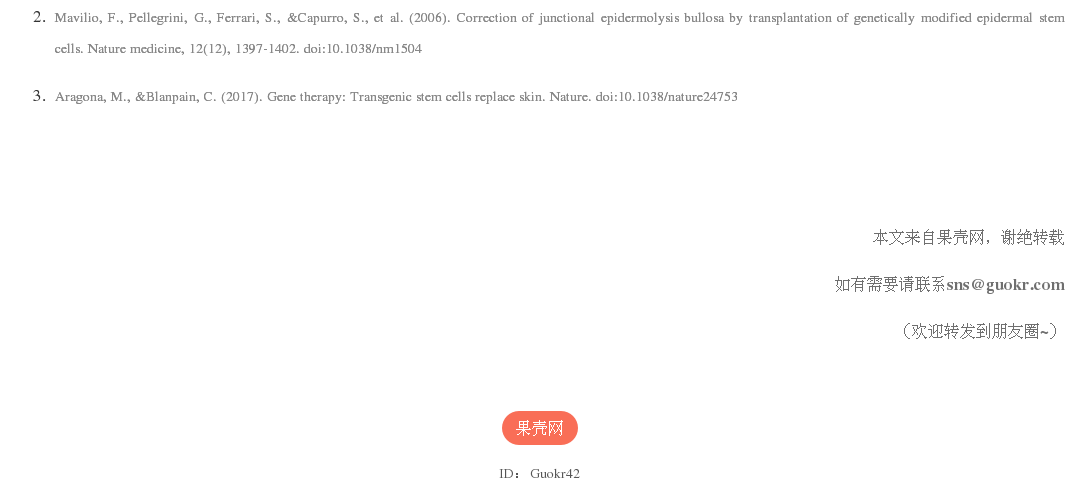 2. Mavilio, F., Pellegrini, G., Ferrari, S., &Capurro, S., et al. (2006). Correction of junctional epidermolysis bullosa by transplantation of genetically modified epidermal stem
cells. Nature medicine, 12(12), 1397-1402. doi:10.1038/nm1504
3. Aragona, M., &Blanpain, C. (2017). Gene therapy: Transgenic stem cells replace skin. Nature. doi:10.1038/nature24753
本文来自果壳网，谢绝转载
如有需要请联系sns@guokr.com
（欢迎转发到朋友圈~）
果壳网
ID： Guokr42